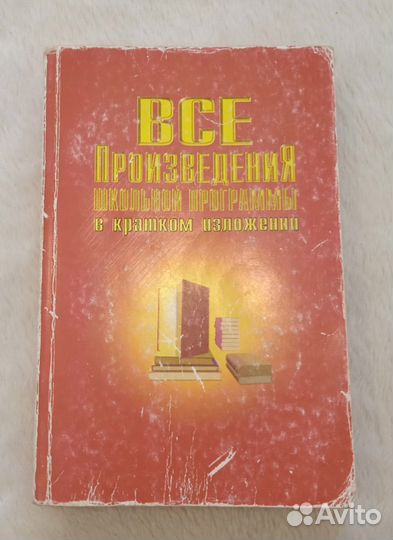 ВСЕ
ПРОИЗВЕДЕНИЯ
ШКОЛЬНОЙ ПРОГРАММЫ
в кратком изложении
Avito